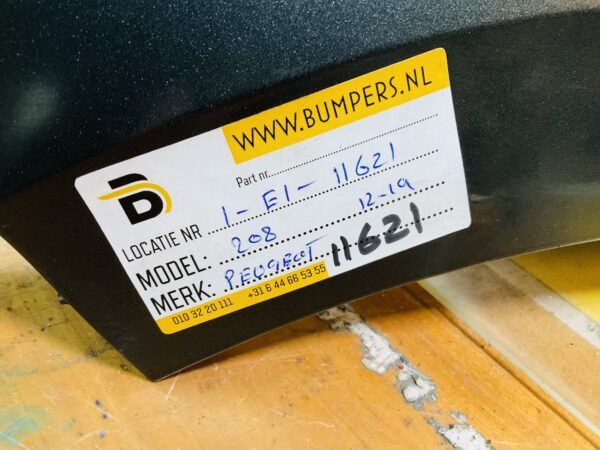 WWW.BUMPERS.NL
Part nr.
B
LOCATIE NR 1-E1-11621
MODEL: 208 12-19
MERK: PEUGEOT 11621
010 32 20 111 +31 6 44 66 53 55